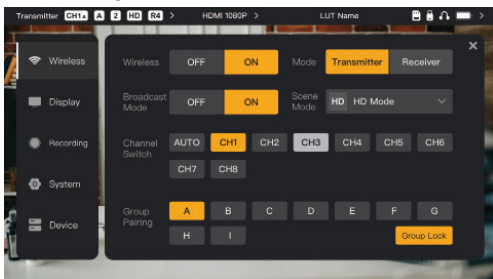 Transmitter CH1 A 2 HD R4 > HDMI 1080P > LUT Name >
Wireless
Display
Recording
System
Device
Wireless OFF ON Mode Transmitter Receiver
Broadcast Mode OFF ON Scene Mode HD HD Mode
Channel Switch AUTO CH1 CH2 CH3 CH4 CH5 CH6
CH7 CH8
Group Pairing A B C D E F G
H I Group Lock